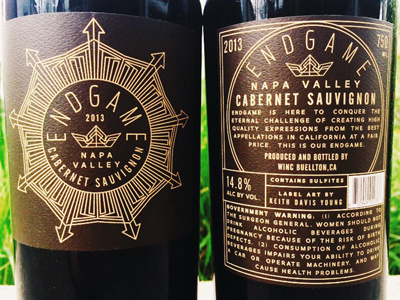 ENDGAME
2013
NAPA
VALLEY
CABERNET SAUVIGNON
2013
750
ML
ENDGAME
NAPA VALLEY
CABERNET SAUVIGNON
ENDGAME IS HERE TO CONQUER THE
ETERNAL CHALLENGE OF CREATING HIGH
QUALITY EXPRESSIONS FROM THE BEST
APPELLATIONS IN CALIFORNIA AT A FAIR
PRICE. THIS IS OUR ENDGAME.
PRODUCED AND BOTTLED BY
WINC BUELLTON, CA
14.8%
ALC BY VOL.
CONTAINS SULFITES
LABEL ART BY
KEITH DAVIS YOUNG
GOVERNMENT WARNING. (1) ACCORDING TO
THE SURGEON GENERAL, WOMEN SHOULD NOT
DRINK ALCOHOLIC BEVERAGES DURING
PREGNANCY BECAUSE OF THE RISK OF BIRTH
DEFECTS. (2) CONSUMPTION OF ALCOHOLIC
BEVERAGES IMPAIRS YOUR ABILITY TO DRIVE
A CAR OR OPERATE MACHINERY, AND MAY
CAUSE HEALTH PROBLEMS.